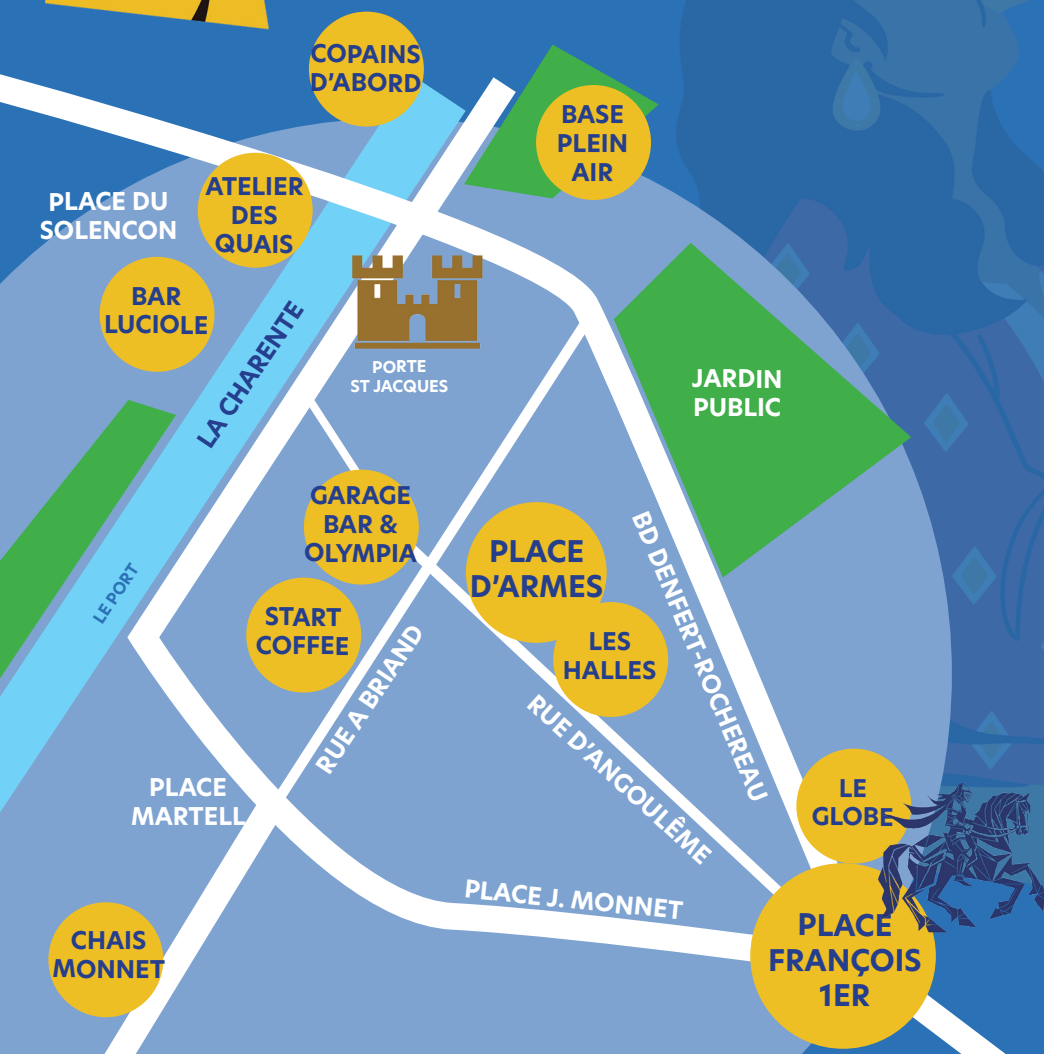 COPAINS
D'ABORD
BASE
PLEIN
AIR
ATELIER
DES
QUAIS
PLACE DU
SOLENCON
BAR
LUCIOLE
LA CHARENTE
PORTE
ST JACQUES
JARDIN
PUBLIC
GARAGE
BAR &
OLYMPIA
PLACE
D'ARMES
BD DENFERT-ROCHEREAU
LE PORT
START
COFFEE
LES
HALLES
RUE A BRIAND
RUE D'ANGOULÊME
PLACE
MARTELL
LE
GLOBE
PLACE J. MONNET
CHAIS
MONNET
PLACE
FRANÇOIS
1ER